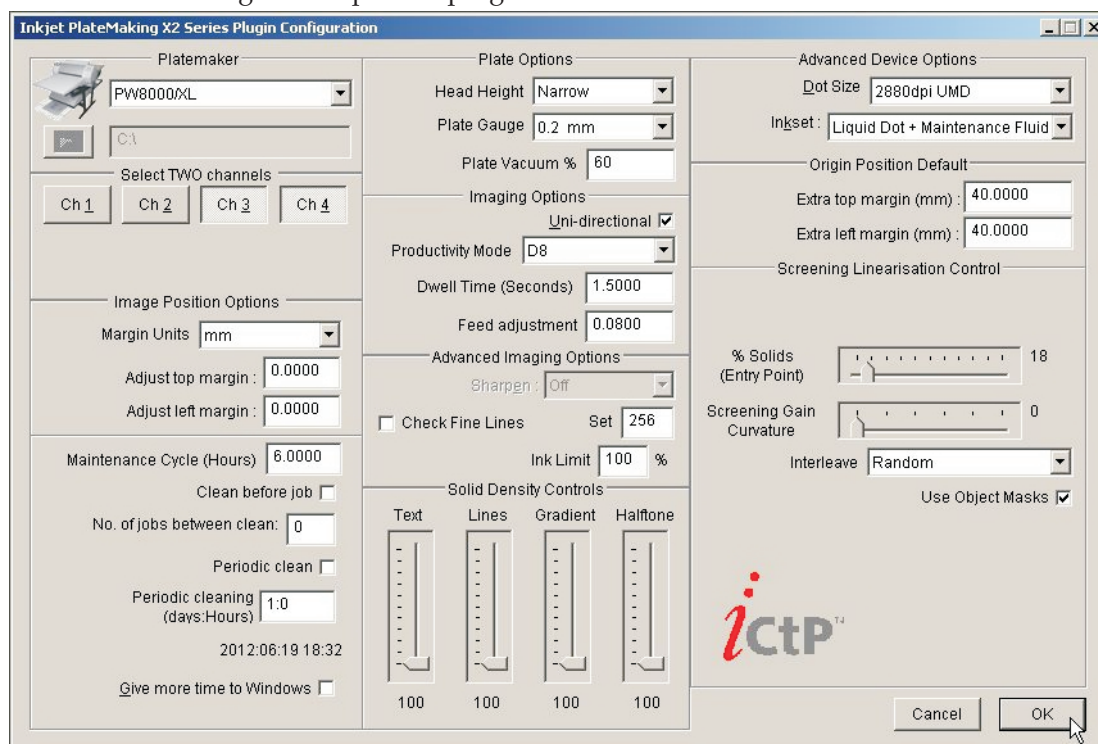 Inkjet PlateMaking X2 Series Plugin Configuration
Platemaker
PW8000/XL
C:\
Select TWO channels
Ch 1
Ch 2
Ch 3
Ch 4
Image Position Options
Margin Units
mm
Adjust top margin :
0.0000
Adjust left margin :
0.0000
Maintenance Cycle (Hours)
6.0000
Clean before job
No. of jobs between clean:
0
Periodic clean
Periodic cleaning
(days:Hours)
1:0
2012:06:19 18:32
Give more time to Windows
Plate Options
Head Height
Narrow
Plate Gauge
0.2 mm
Plate Vacuum %
60
Imaging Options
Uni-directional
Productivity Mode
D8
Dwell Time (Seconds)
1.5000
Feed adjustment
0.0800
Advanced Imaging Options
Sharpen :
Off
Check Fine Lines
Set
256
Ink Limit
100
%
Solid Density Controls
Text
Lines
Gradient
Halftone
100
100
100
100
Advanced Device Options
Dot Size
2880dpi UMD
Inkset :
Liquid Dot + Maintenance Fluid
Origin Position Default
Extra top margin (mm) :
40.0000
Extra left margin (mm) :
40.0000
Screening Linearisation Control
% Solids
(Entry Point)
18
Screening Gain
Curvature
0
Interleave
Random
Use Object Masks
iCtP
Cancel
OK